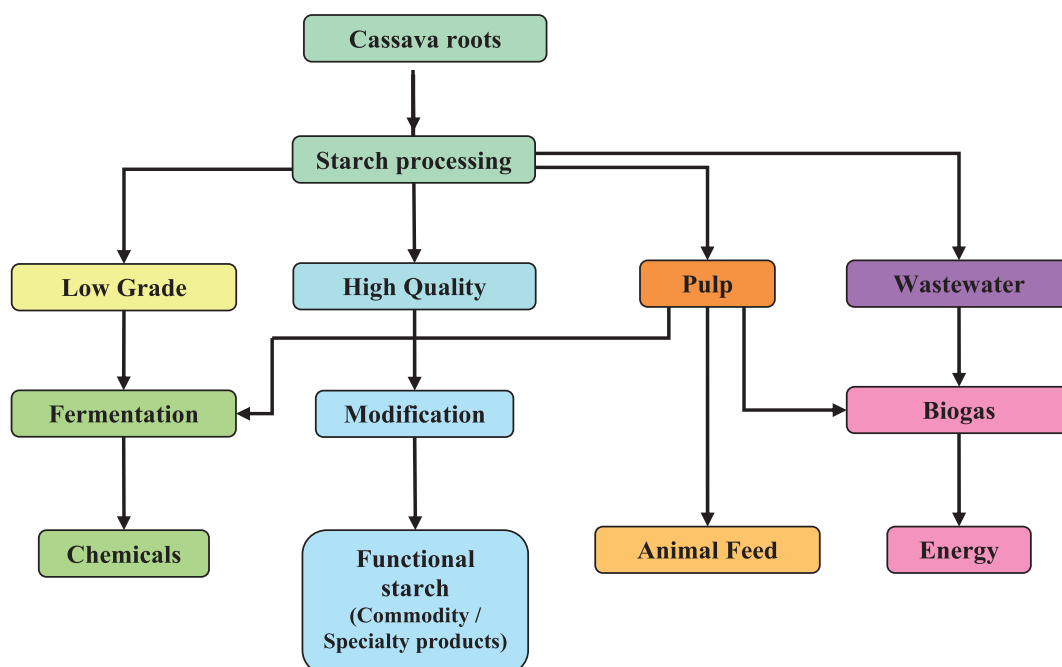 Cassava roots
Starch processing
Low Grade
High Quality
Pulp
Wastewater
Fermentation
Modification
Biogas
Chemicals
Functional
starch
(Commodity /
Specialty products)
Animal Feed
Energy